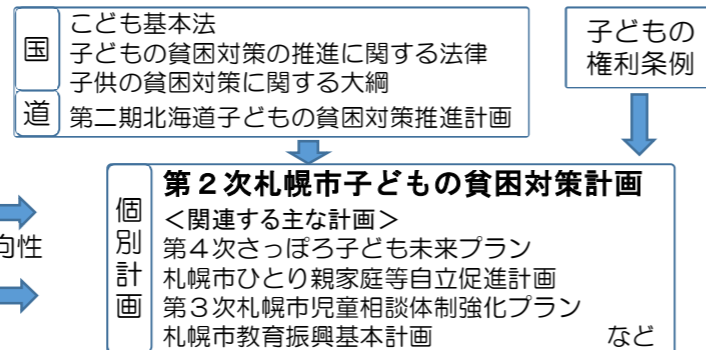 国
こども基本法
子どもの貧困対策の推進に関する法律
子供の貧困対策に関する大綱
道
第二期北海道子どもの貧困対策推進計画
子どもの
権利条例
向性
個別計画
第２次札幌市子どもの貧困対策計画
＜関連する主な計画＞
第４次さっぽろ子ども未来プラン
札幌市ひとり親家庭等自立促進計画
第３次札幌市児童相談体制強化プラン
札幌市教育振興基本計画 など